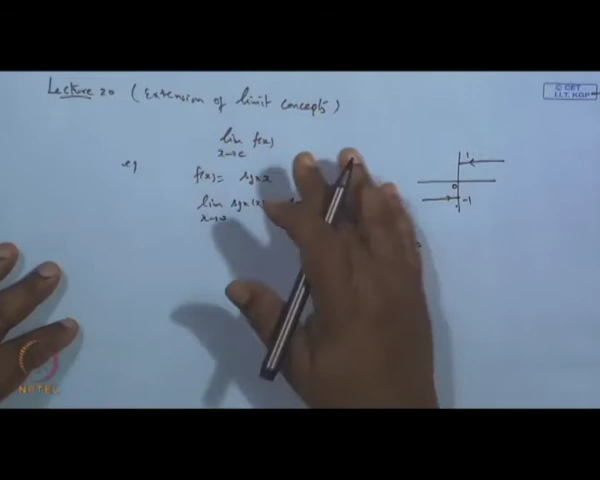 Lecture 20 (Extension of limit concepts)
© CET
I.I.T. KGP
lim f(x)
x→c
eg
f(x) = sgn x
lim sgn(x)
x→0
1
0
-1
NPTEL